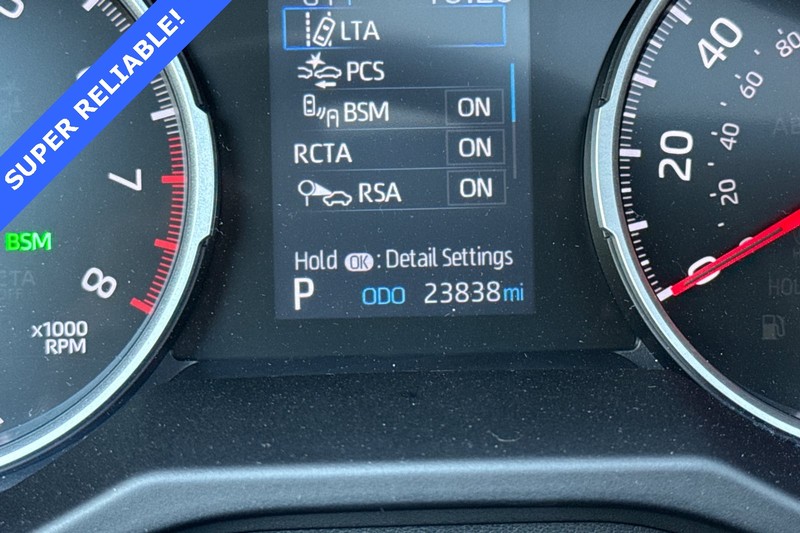 SUPER RELIABLE!
LTA
PCS
BSM ON
RCTA ON
RSA ON
Hold OK : Detail Settings
P ODO 23838 mi
7
8
x1000
RPM
BSM
40
20
0
80
60
40
20